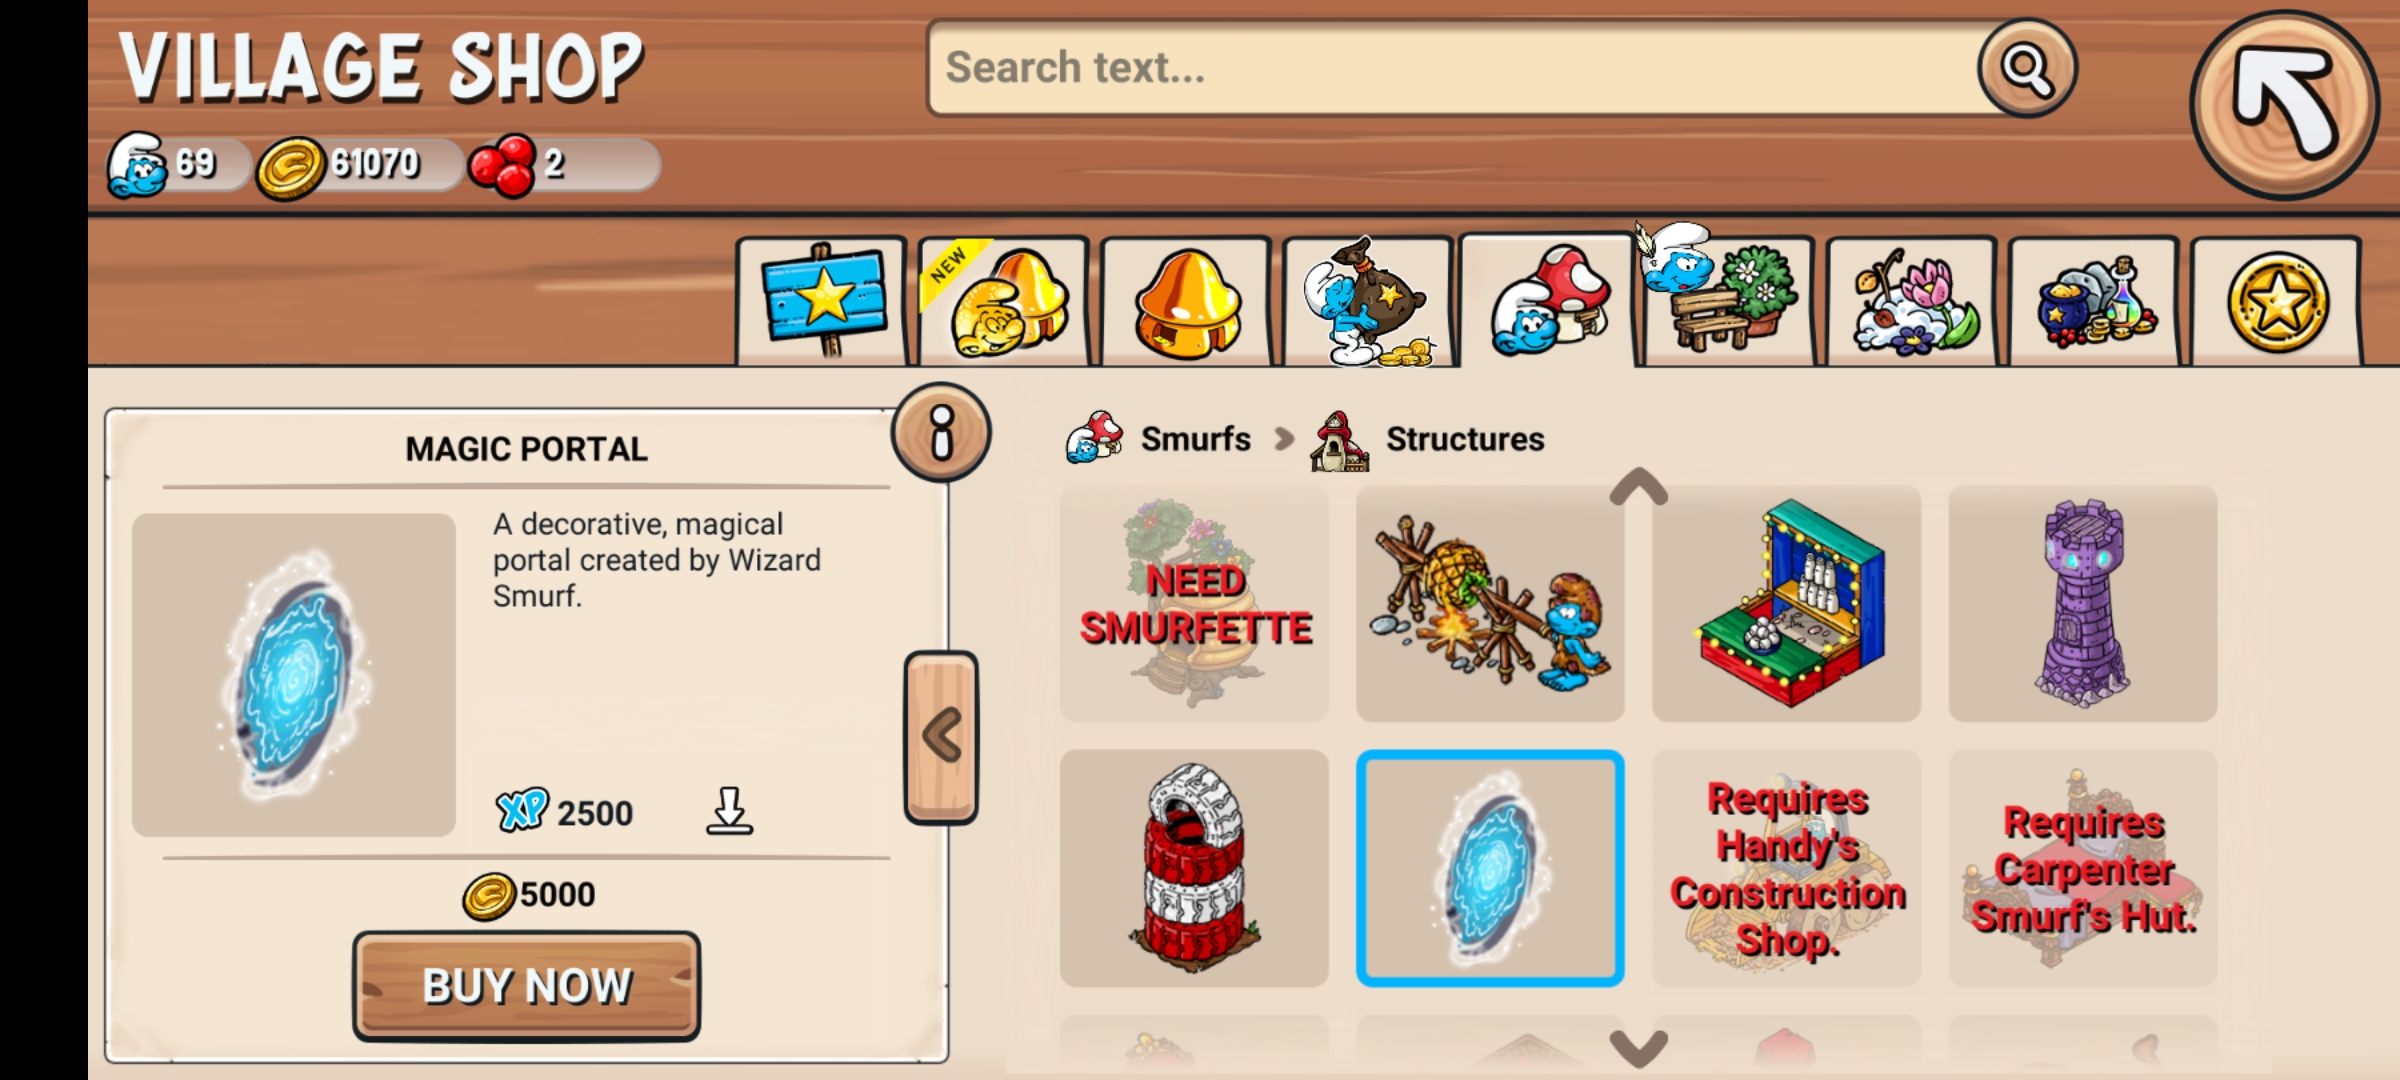 VILLAGE SHOP
Search text...
69
61070
2
NEW
MAGIC PORTAL
A decorative, magical
portal created by Wizard
Smurf.
XP 2500
5000
BUY NOW
Smurfs > Structures
NEED
SMURFETTE
Requires
Handy's
Construction
Shop.
Requires
Carpenter
Smurf's Hut.